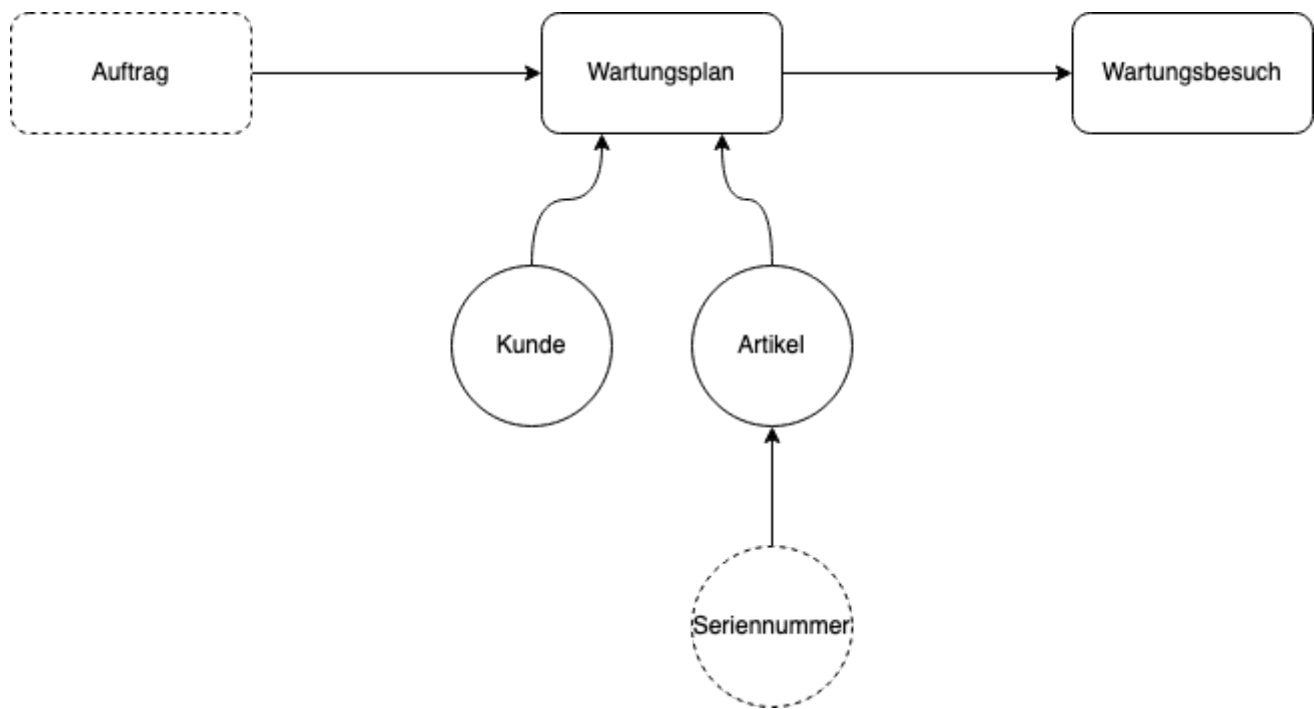 Auftrag
Wartungsplan
Wartungsbesuch
Kunde
Artikel
Seriennummer